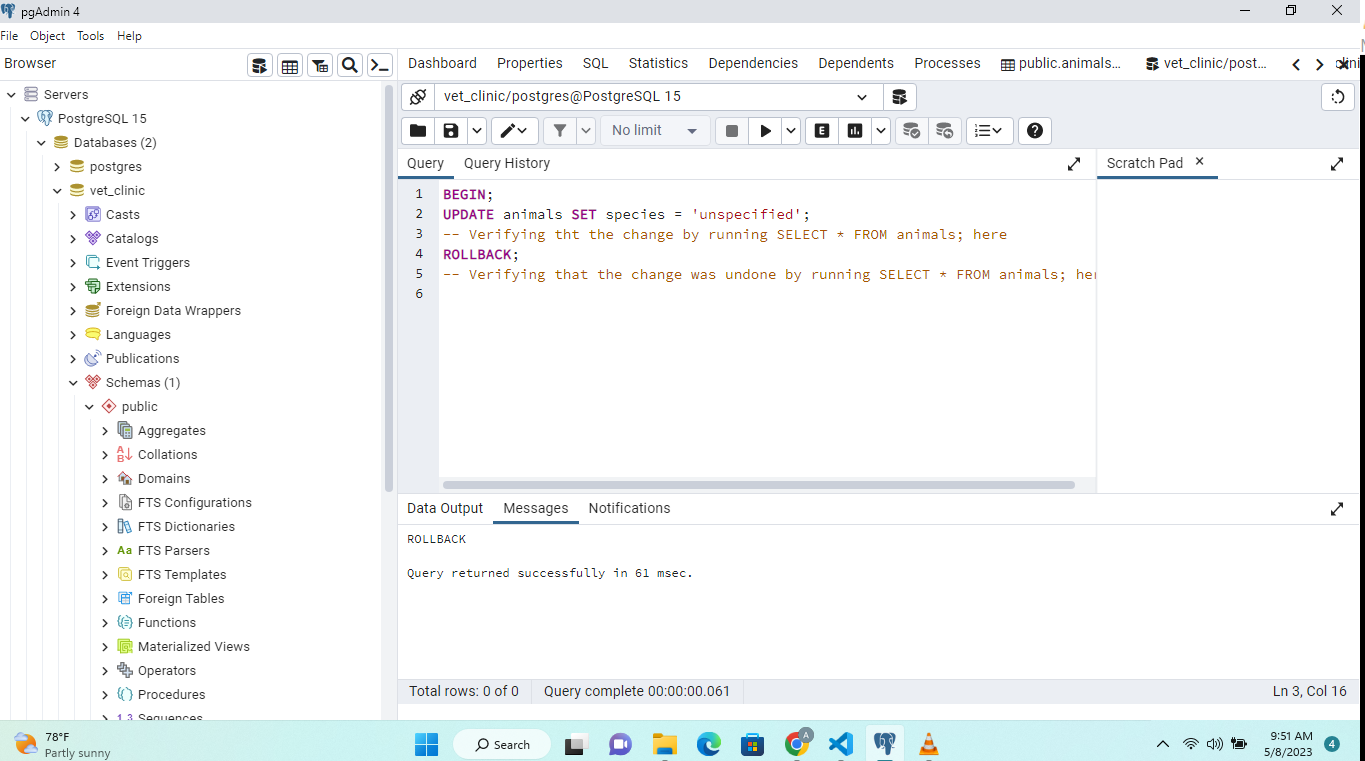 pgAdmin 4
File Object Tools Help
Browser
Dashboard Properties SQL Statistics Dependencies Dependents Processes public.animals... vet_clinic/post...
Servers
PostgreSQL 15
Databases (2)
postgres
vet_clinic
Casts
Catalogs
Event Triggers
Extensions
Foreign Data Wrappers
Languages
Publications
Schemas (1)
public
Aggregates
Collations
Domains
FTS Configurations
FTS Dictionaries
Aa FTS Parsers
FTS Templates
Foreign Tables
Functions
Materialized Views
Operators
Procedures
1..3 Sequences
vet_clinic/postgres@PostgreSQL 15
No limit
E
Query Query History
Scratch Pad
1 BEGIN;
2 UPDATE animals SET species = 'unspecified';
3 -- Verifying tht the change by running SELECT * FROM animals; here
4 ROLLBACK;
5 -- Verifying that the change was undone by running SELECT * FROM animals; her
6
Data Output Messages Notifications
ROLLBACK
Query returned successfully in 61 msec.
Total rows: 0 of 0 Query complete 00:00:00.061 Ln 3, Col 16
78°F
Partly sunny
Search
A
9:51 AM
5/8/2023
4